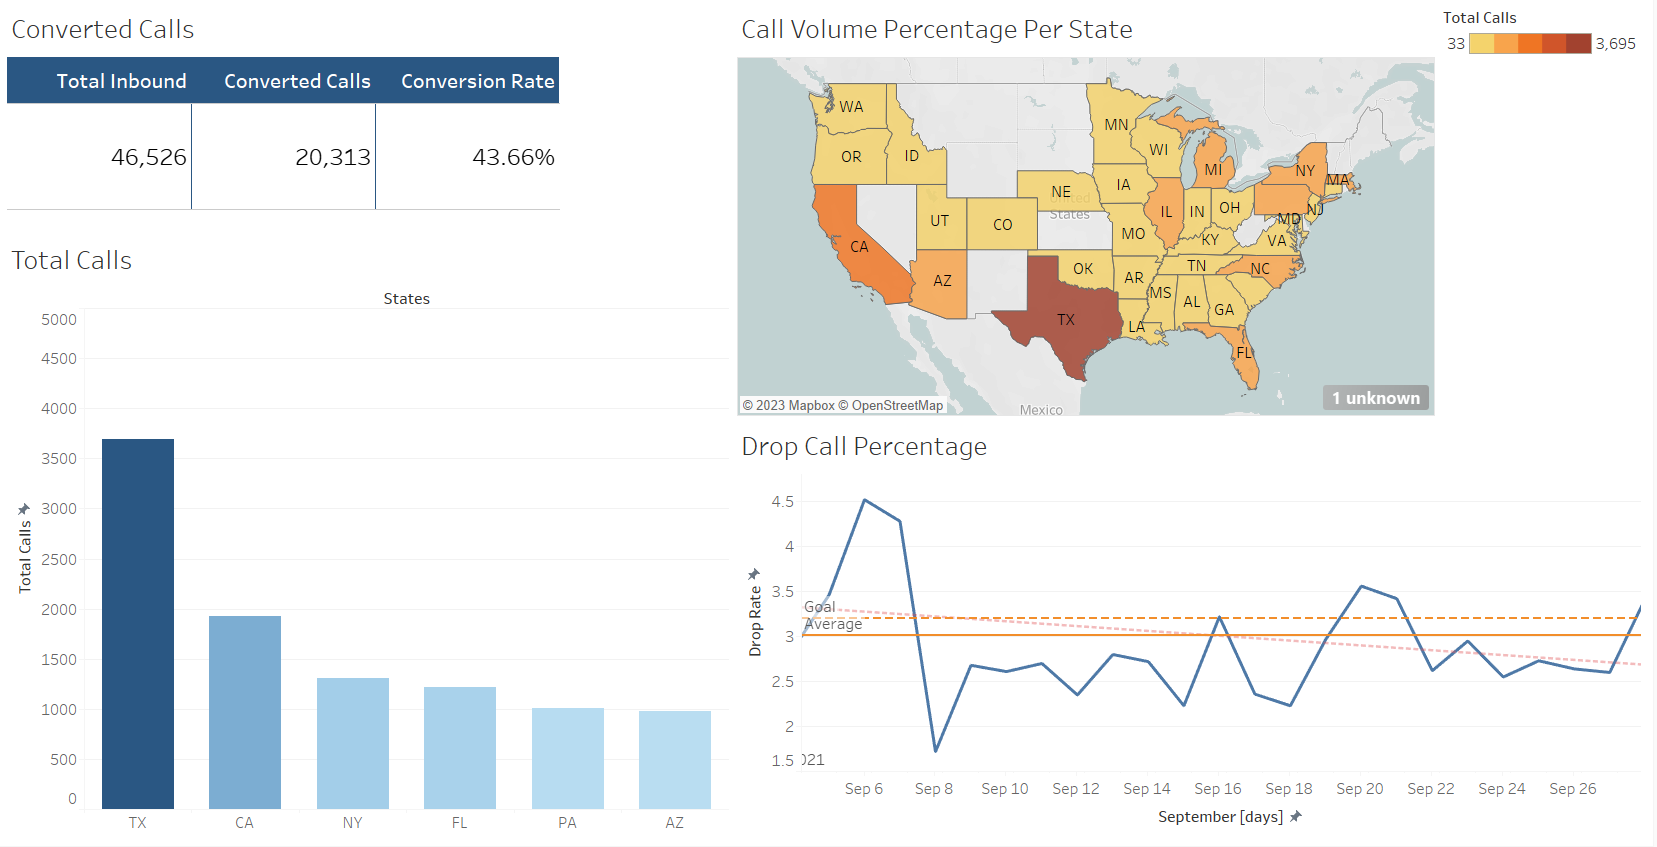 Converted Calls
Total Inbound Converted Calls Conversion Rate
46,526 20,313 43.66%
Total Calls
States
Total Calls
5000
4500
4000
3500
3000
2500
2000
1500
1000
500
0
TX CA NY FL PA AZ
Call Volume Percentage Per State
Total Calls
33 3,695
WA
MN
OR
ID
WI
MI
NY
MA
NE
United
States
IA
UT
CO
IL
IN
OH
NJ
MD
CA
MO
KY
VA
AZ
OK
AR
TN
NC
MS
AL
GA
TX
LA
FL
Mexico
© 2023 Mapbox © OpenStreetMap
1 unknown
Drop Call Percentage
Drop Rate
4.5
4
3.5
3
2.5
2
1.5
Goal
Average
021
Sep 6 Sep 8 Sep 10 Sep 12 Sep 14 Sep 16 Sep 18 Sep 20 Sep 22 Sep 24 Sep 26
September [days]